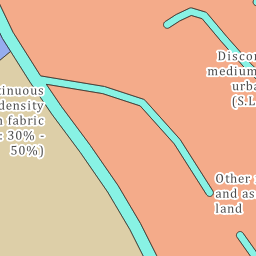 Discon
medium
urba
(S.L
tinuous
density
n fabric
: 30% -
50%)
Other
and as
land